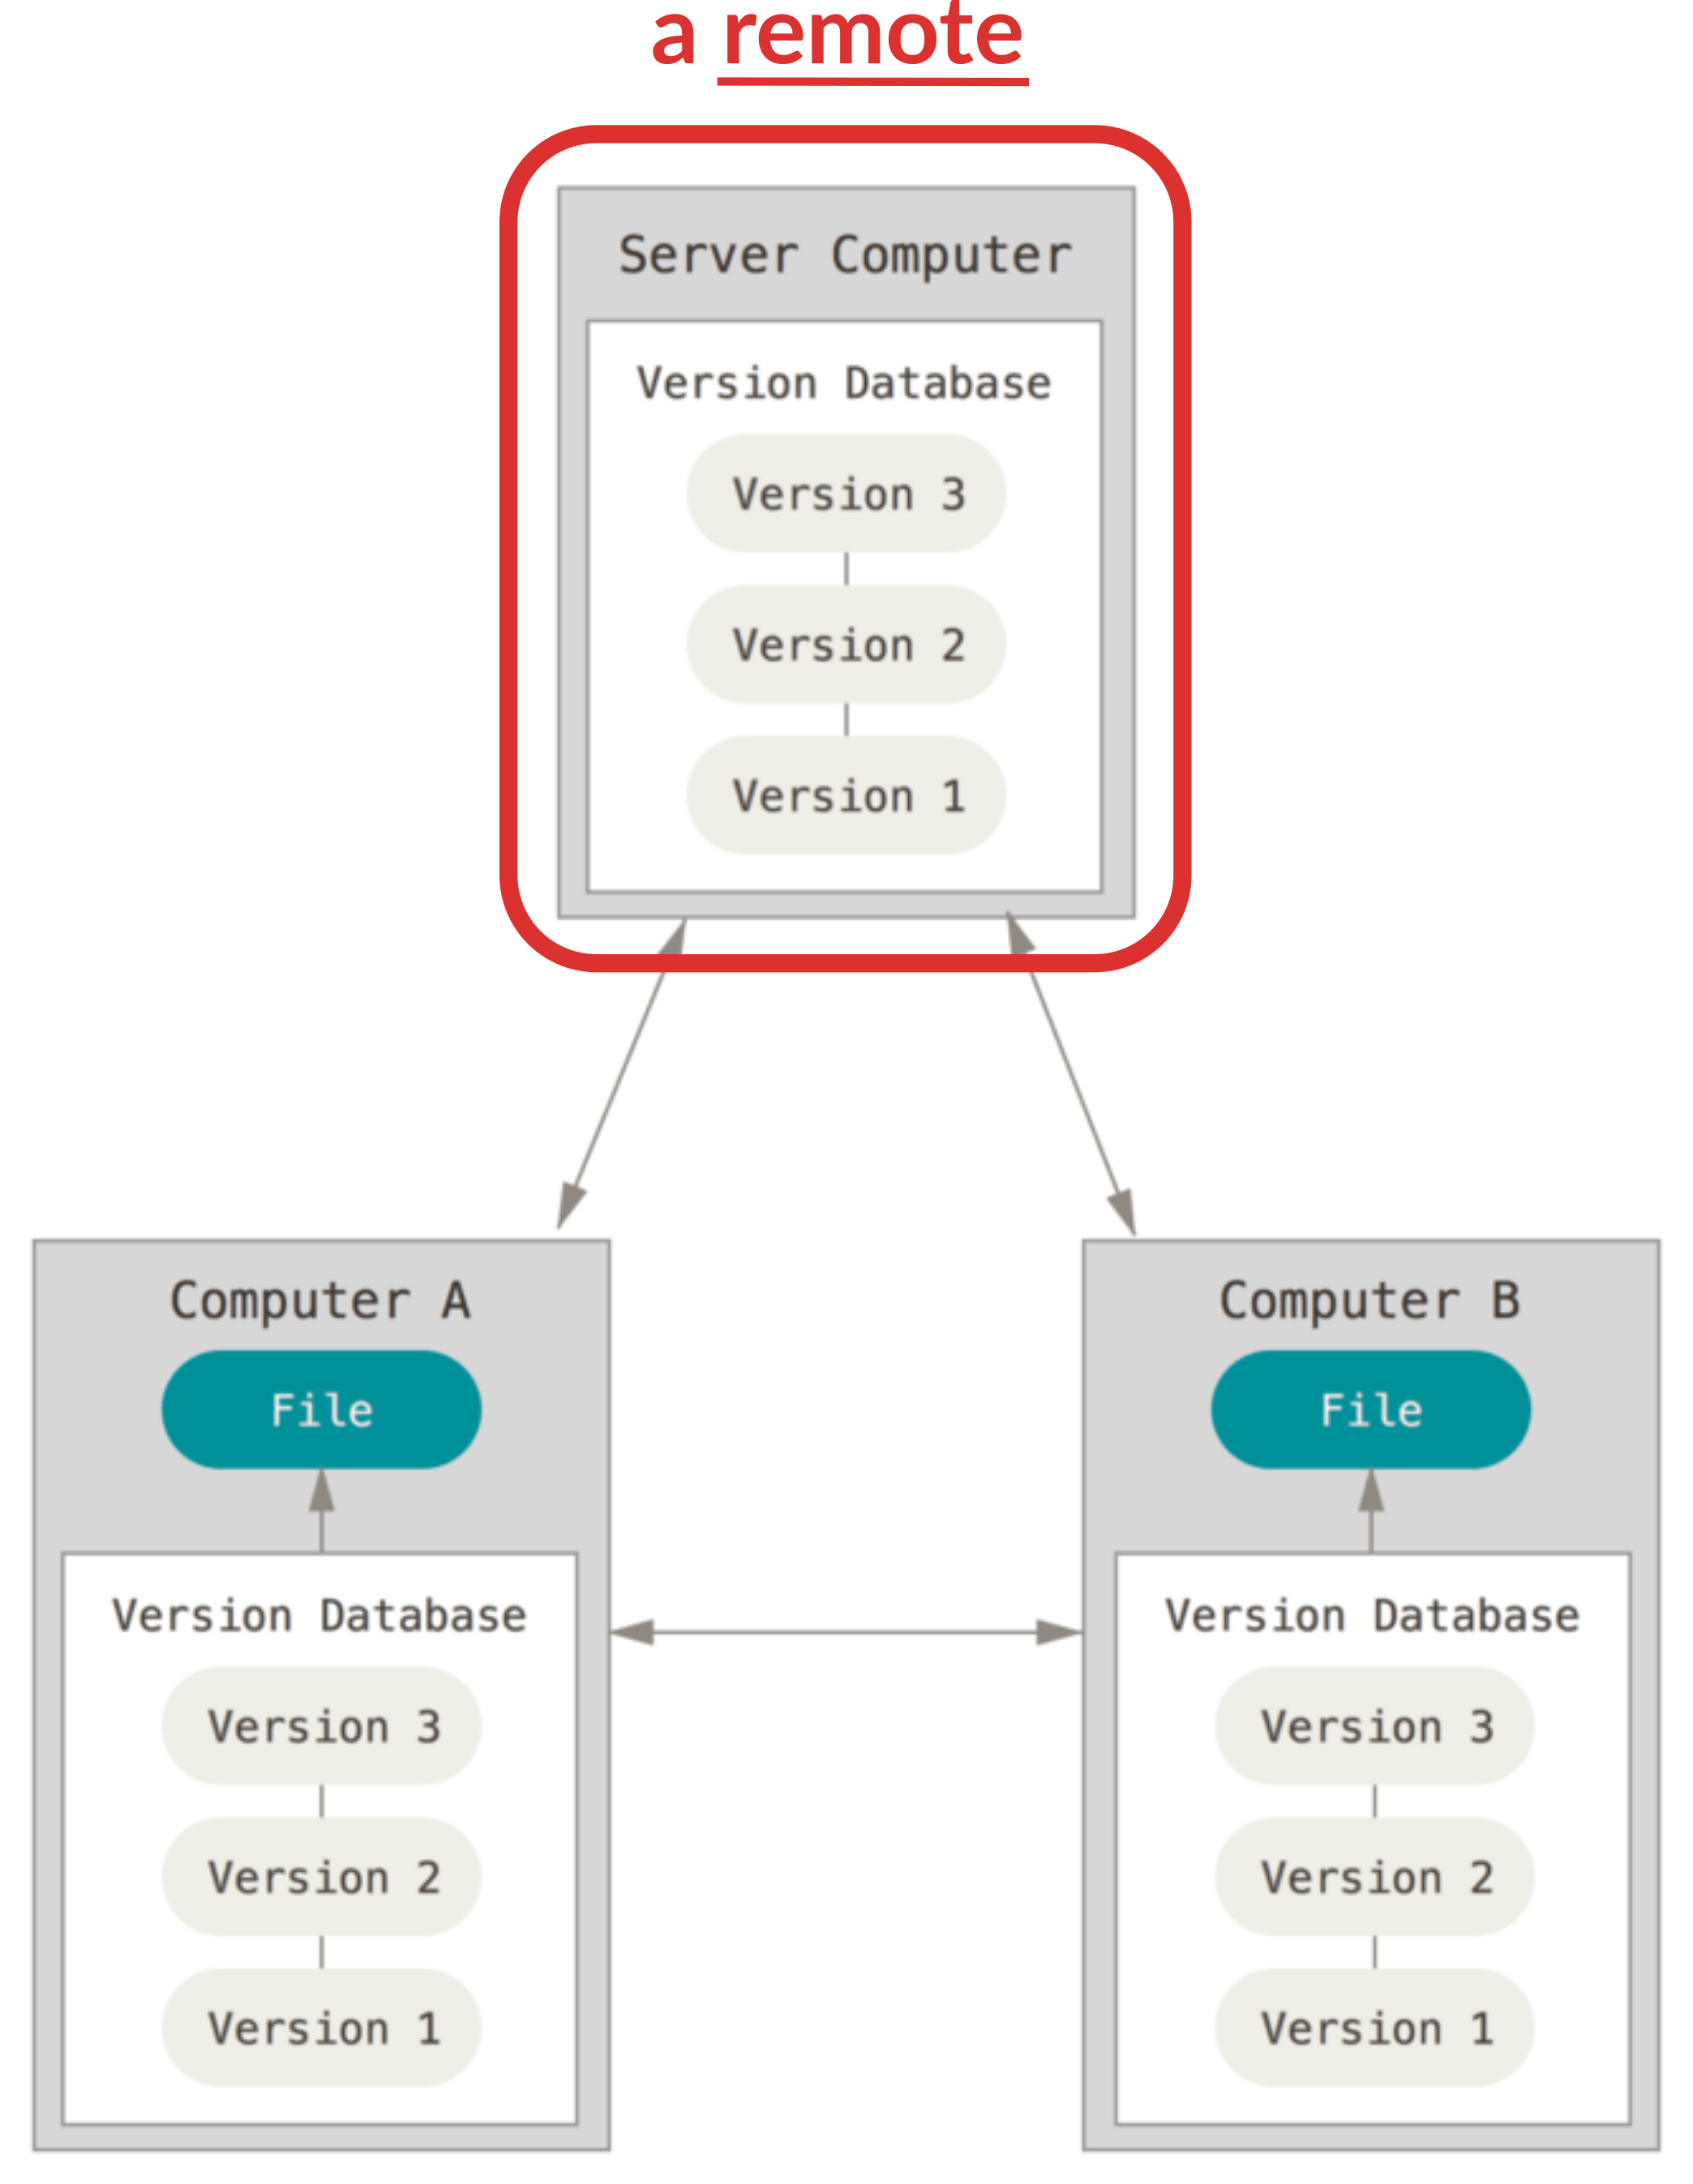 a remote
Server Computer
Version Database
Version 3
Version 2
Version 1
Computer A
File
Version Database
Version 3
Version 2
Version 1
Computer B
File
Version Database
Version 3
Version 2
Version 1